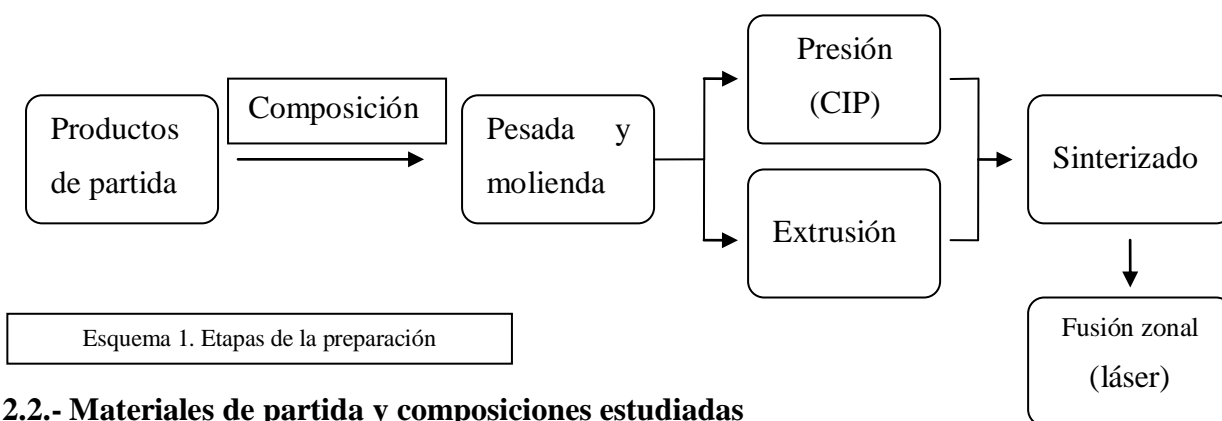 Productos
de partida
Composición
Pesada y
molienda
Presión
(CIP)
Extrusión
Sinterizado
Fusión zonal
(láser)
Esquema 1. Etapas de la preparación
2.2.- Materiales de partida y composiciones estudiadas